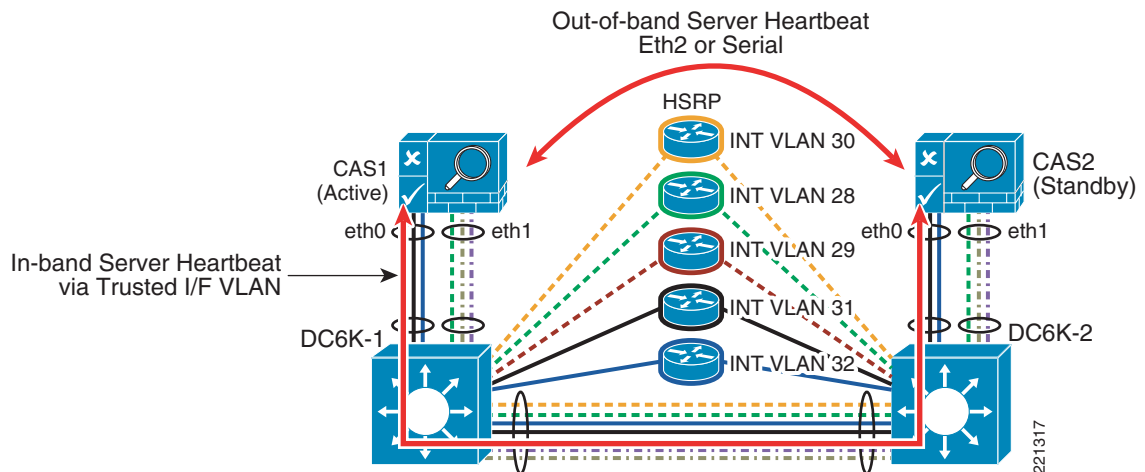 Out-of-band Server Heartbeat
Eth2 or Serial
HSRP
INT VLAN 30
CAS1
(Active)
INT VLAN 28
CAS2
(Standby)
eth0
eth1
INT VLAN 29
eth0
eth1
In-band Server Heartbeat
via Trusted I/F VLAN
INT VLAN 31
DC6K-1
DC6K-2
INT VLAN 32
221317